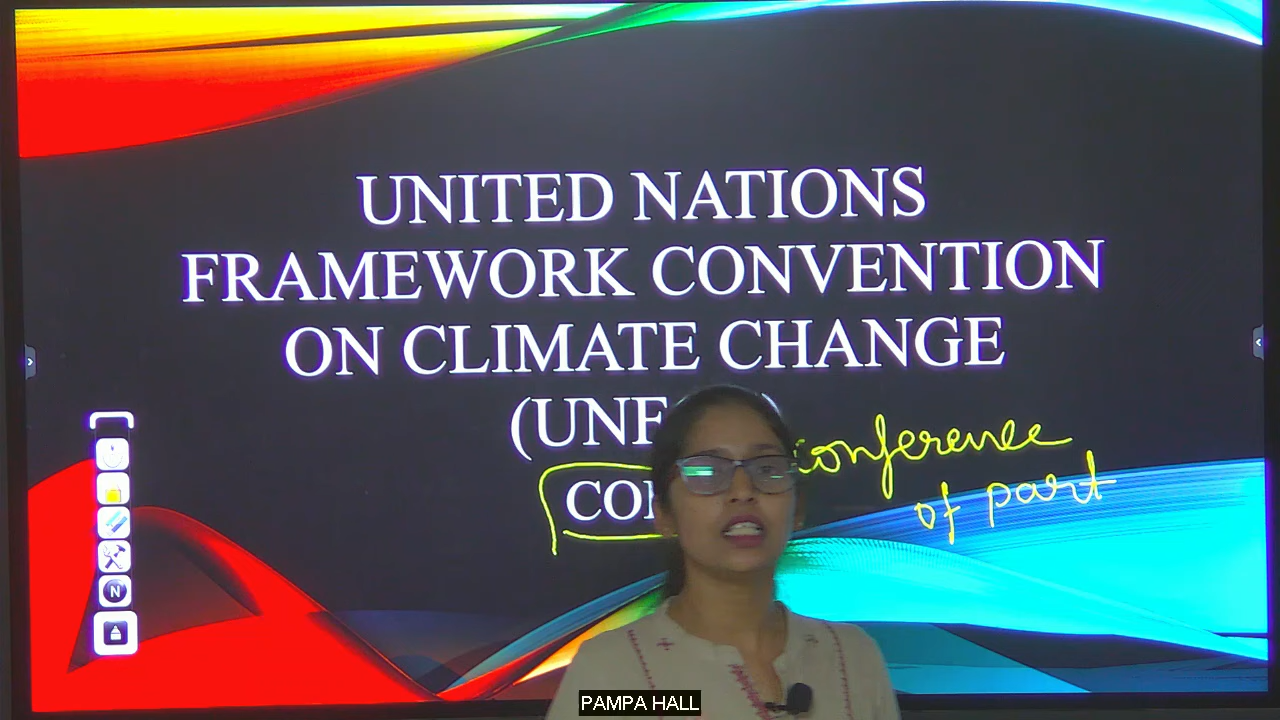 UNITED NATIONS
FRAMEWORK CONVENTION
ON CLIMATE CHANGE
conference
of part
N
PAMPA HALL